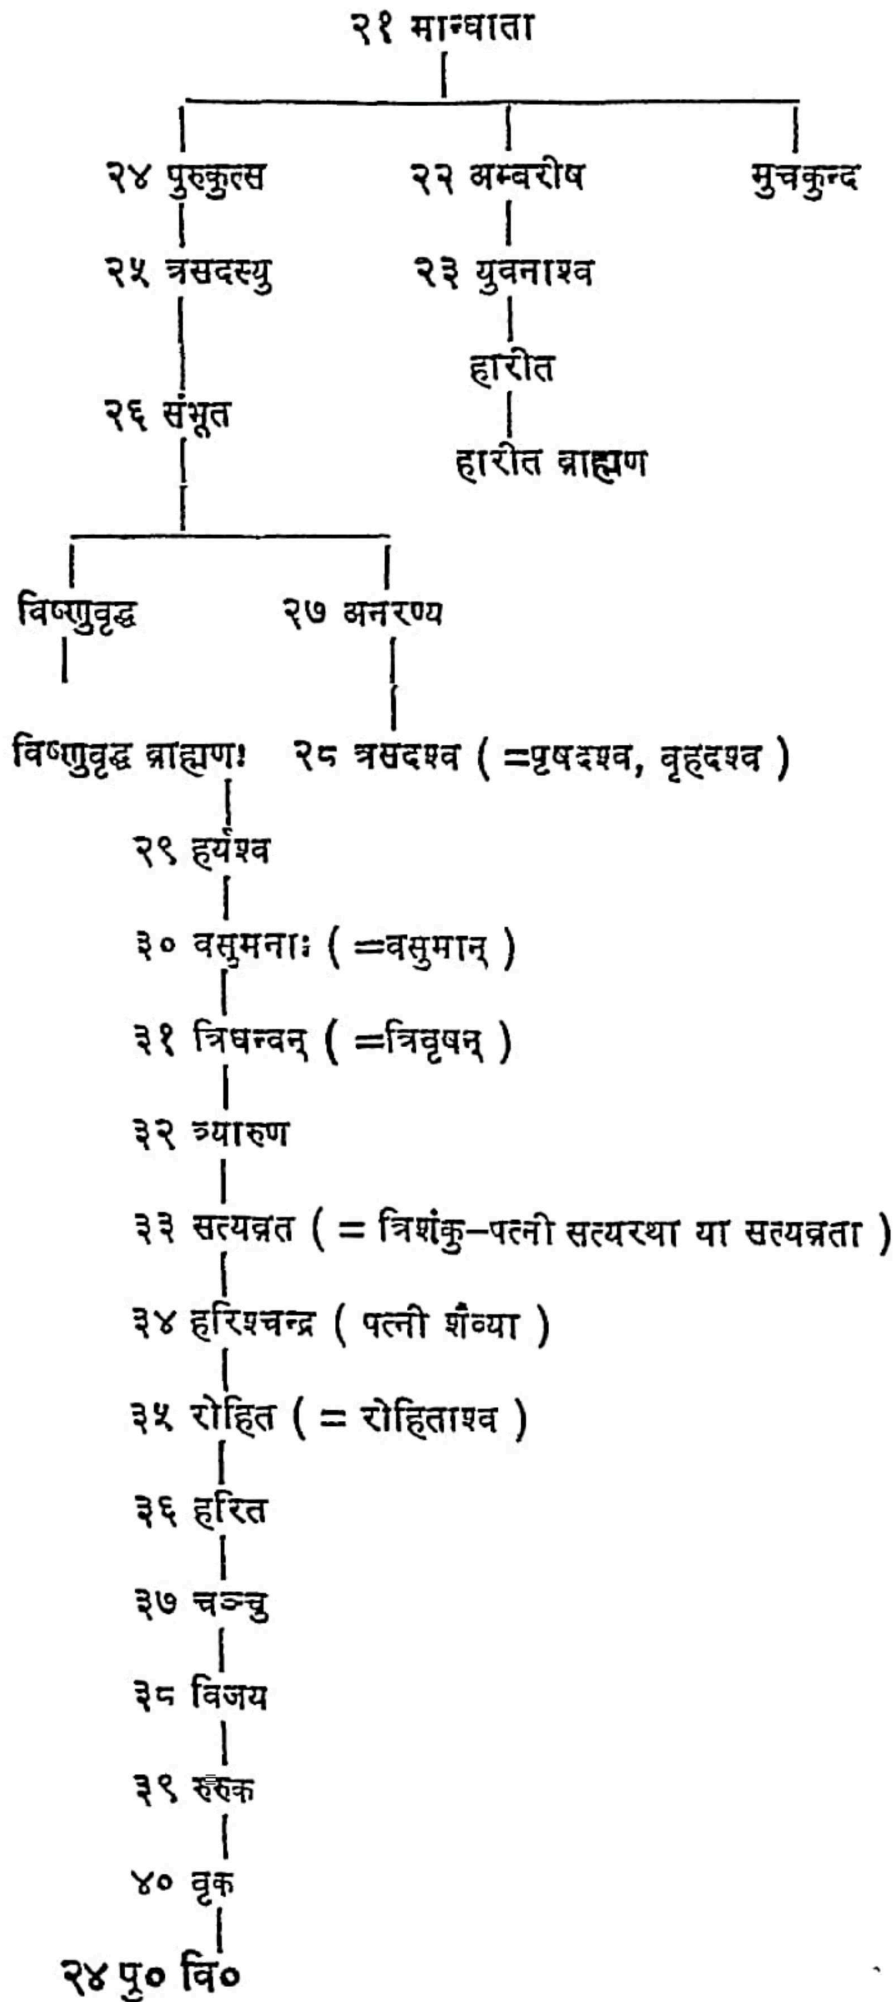 २१ मान्धाता
२४ पुरुकुत्स २२ अम्बरीष मुचकुन्द
२५ त्रसदस्यु २३ युवनाश्व
हारीत
२६ संभूत
हारीत ब्राह्मण
विष्णुवृद्ध २७ अनरण्य
विष्णुवृद्ध ब्राह्मण! २८ त्रसदश्व ( =पृषदश्व, वृहदश्व )
२९ हर्यश्व
३० वसुमनाः ( =वसुमान् )
३१ त्रिधन्वन् ( =त्रिवृषन् )
३२ त्र्यारुण
३३ सत्यव्रत ( = त्रिशंकु–पत्नी सत्यरथा या सत्यव्रता )
३४ हरिश्चन्द्र ( पत्नी शैव्या )
३५ रोहित ( = रोहिताश्व )
३६ हरित
३७ चञ्चु
३८ विजय
३९ रुरुक
४० वृक
२४ पु० वि०